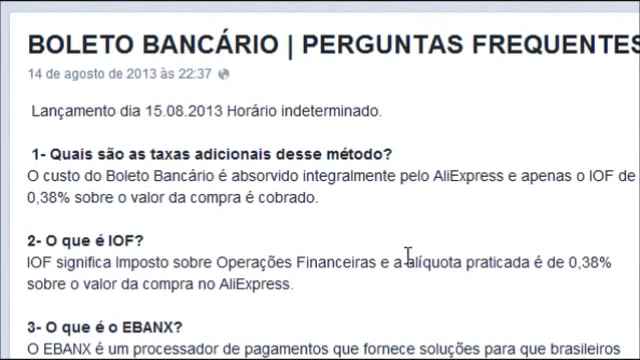 BOLETO BANCÁRIO | PERGUNTAS FREQUENTES
14 de agosto de 2013 às 22:37
Lançamento dia 15.08.2013 Horário indeterminado.
1- Quais são as taxas adicionais desse método?
O custo do Boleto Bancário é absorvido integralmente pelo AliExpress e apenas o IOF de
0,38% sobre o valor da compra é cobrado.
2- O que é IOF?
IOF significa Imposto sobre Operações Financeiras e a alíquota praticada é de 0,38%
sobre o valor da compra no AliExpress.
3- O que é o EBANX?
O EBANX é um processador de pagamentos que fornece soluções para que brasileiros